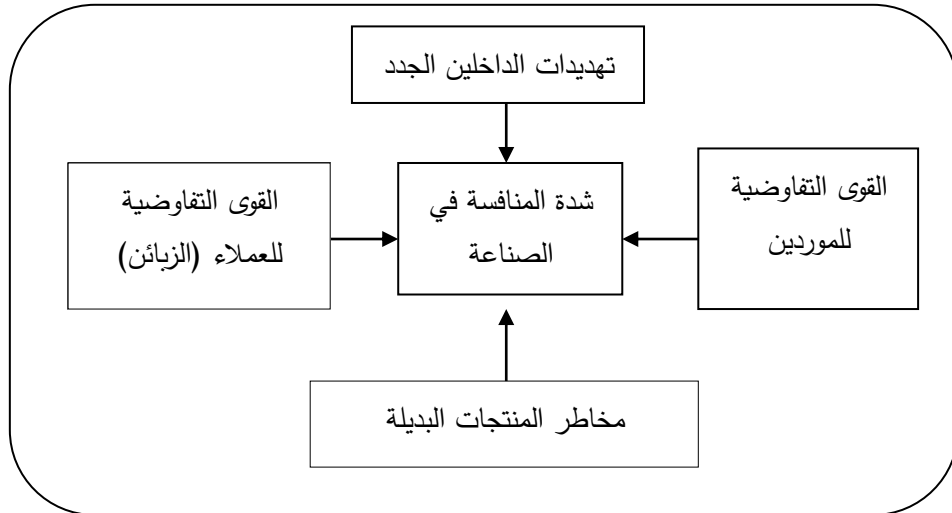 تهديدات الداخلين الجدد
القوى التفاوضية
للموردين
شدة المنافسة في
الصناعة
القوى التفاوضية
للعملاء (الزبائن)
مخاطر المنتجات البديلة